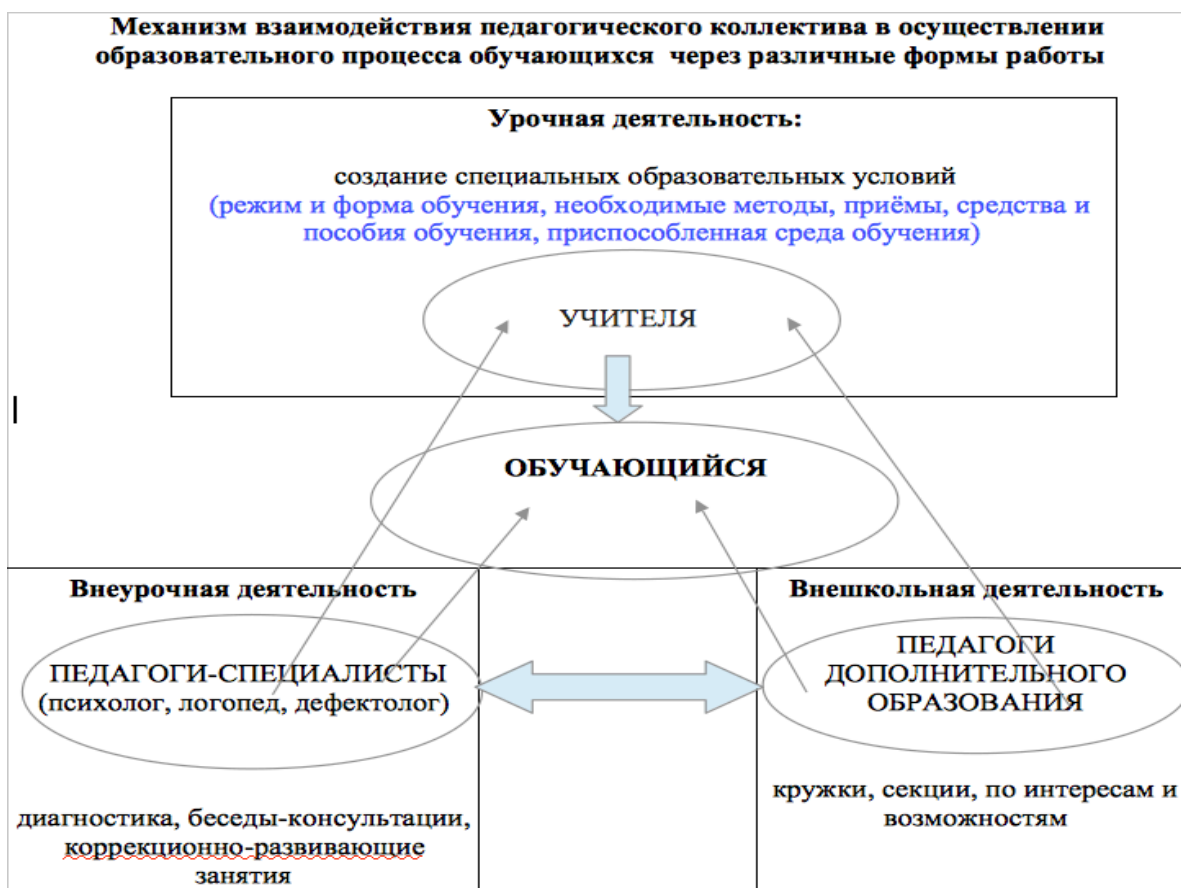 Механизм взаимодействия педагогического коллектива в осуществлении
образовательного процесса обучающихся через различные формы работы
Урочная деятельность:
создание специальных образовательных условий
(режим и форма обучения, необходимые методы, приёмы, средства и
пособия обучения, приспособленная среда обучения)
УЧИТЕЛЯ
ОБУЧАЮЩИЙСЯ
Внеурочная деятельность
ПЕДАГОГИ-СПЕЦИАЛИСТЫ
(психолог, логопед, дефектолог)
диагностика, беседы-консультации,
коррекционно-развивающие
занятия
Внешкольная деятельность
ПЕДАГОГИ
ДОПОЛНИТЕЛЬНОГО
ОБРАЗОВАНИЯ
кружки, секции, по интересам и
возможностям